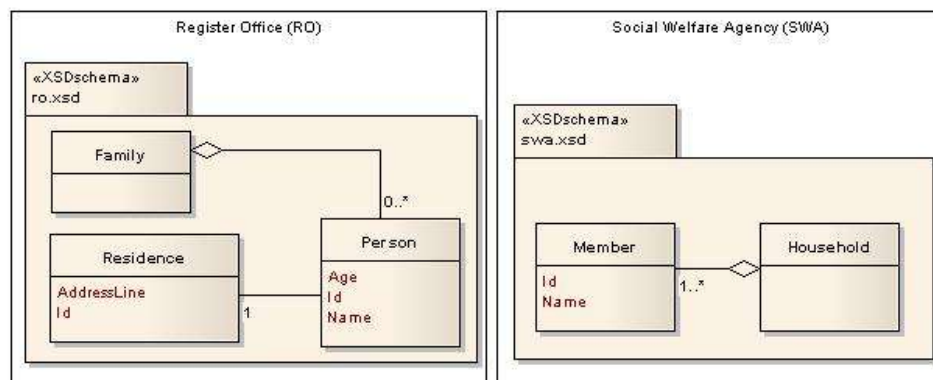 Register Office (RO)
«XSDschema»
ro.xsd
Family
0..*
Residence
AddressLine
Id
1
Person
Age
Id
Name
Social Welfare Agency (SWA)
«XSDschema»
swa.xsd
Member
Id
Name
1..*
Household